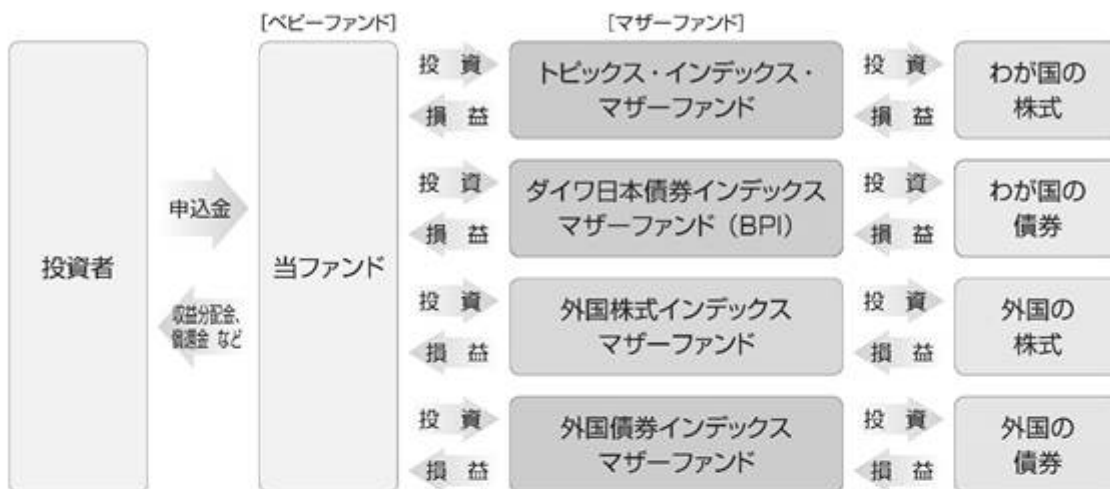 [ベビーファンド]
[マザーファンド]
投資者
申込金
収益分配金、
償還金 など
当ファンド
投 資
損 益
トピックス・インデックス・
マザーファンド
投 資
損 益
わが国の
株式
投 資
損 益
ダイワ日本債券インデックス
マザーファンド（BPI）
投 資
損 益
わが国の
債券
投 資
損 益
外国株式インデックス
マザーファンド
投 資
損 益
外国の
株式
投 資
損 益
外国債券インデックス
マザーファンド
投 資
損 益
外国の
債券